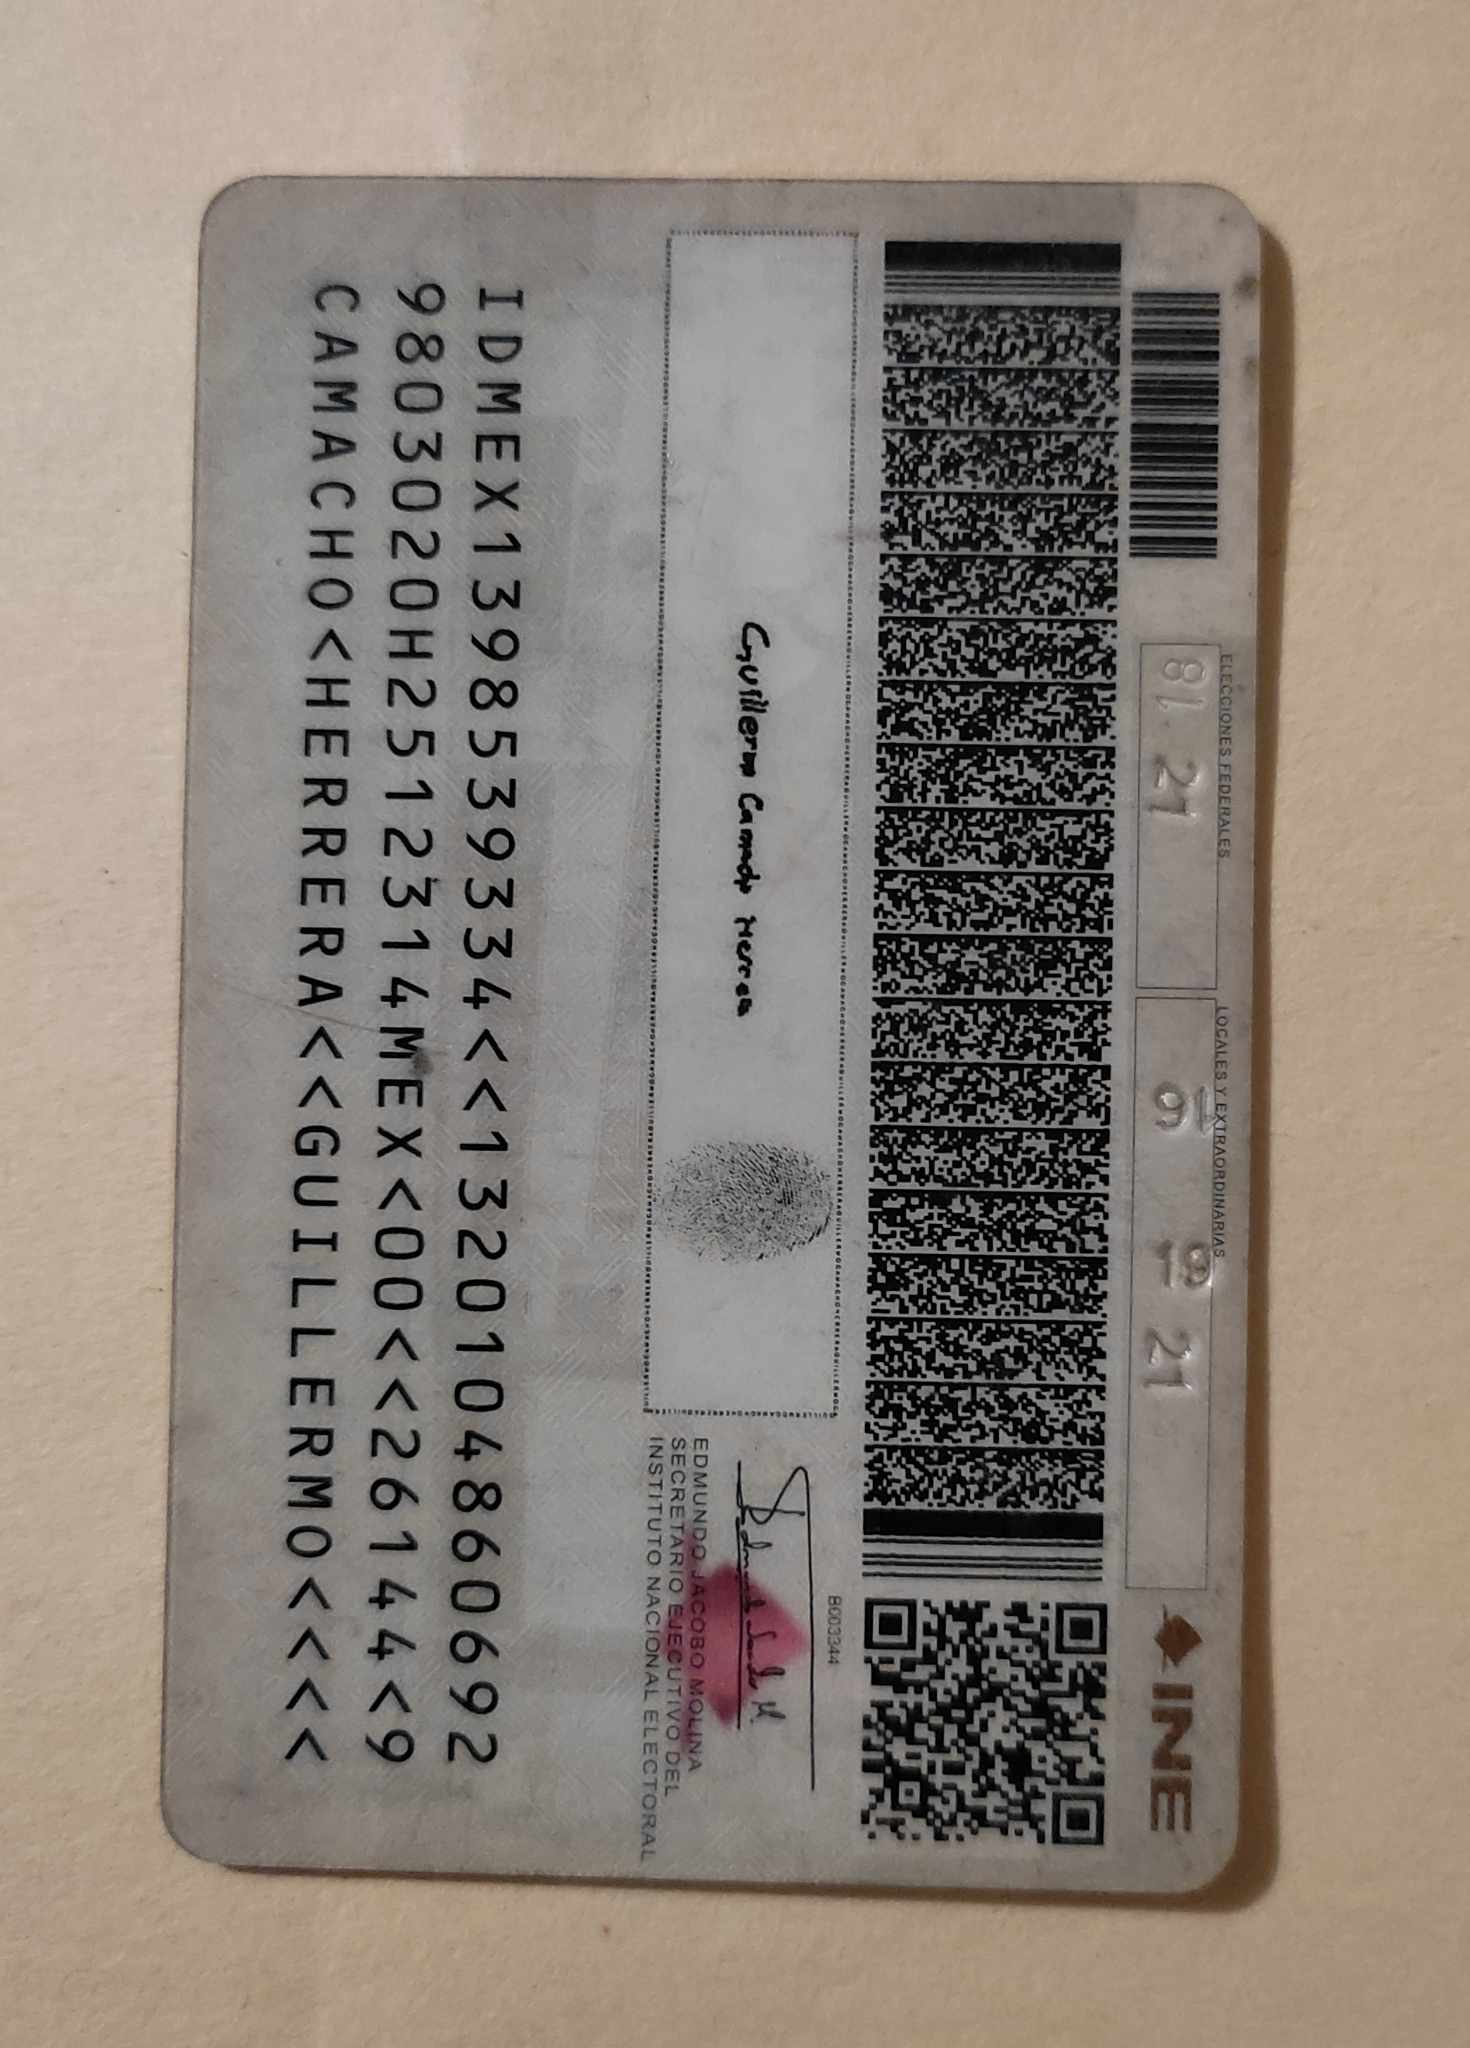 ELECCIONES FEDERALES
18 21
LOCALES Y EXTRAORDINARIAS
19 21
INE
Guillermo Camacho Herrera
B003344
EDMUNDO JACOBO MOLINA
SECRETARIO EJECUTIVO DEL
INSTITUTO NACIONAL ELECTORAL
IDMEX1398539334<<1320104860692
9803020H2512314MEX<00<<26144<9
CAMACHO<HERRERA<<GUILLERMO<<<<